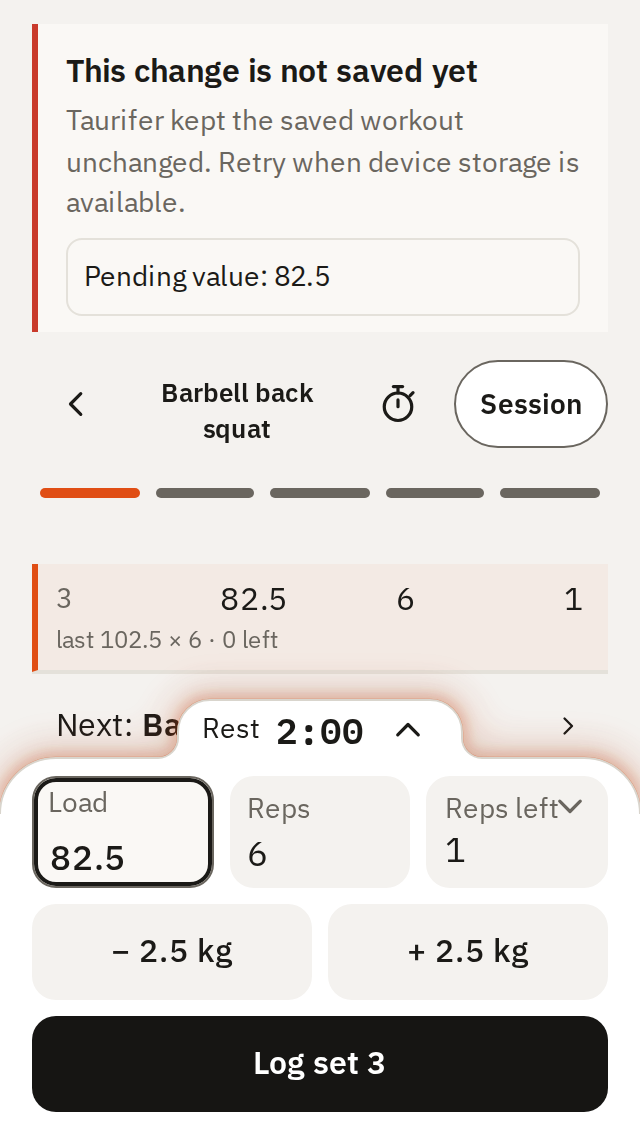 This change is not saved yet
Taurifer kept the saved workout
unchanged. Retry when device storage is
available.
Pending value: 82.5
Barbell back
squat
Session
3 82.5 6 1
last 102.5 × 6 · 0 left
Next:
Rest 2:00
Load Reps Reps left
82.5 6 1
− 2.5 kg + 2.5 kg
Log set 3